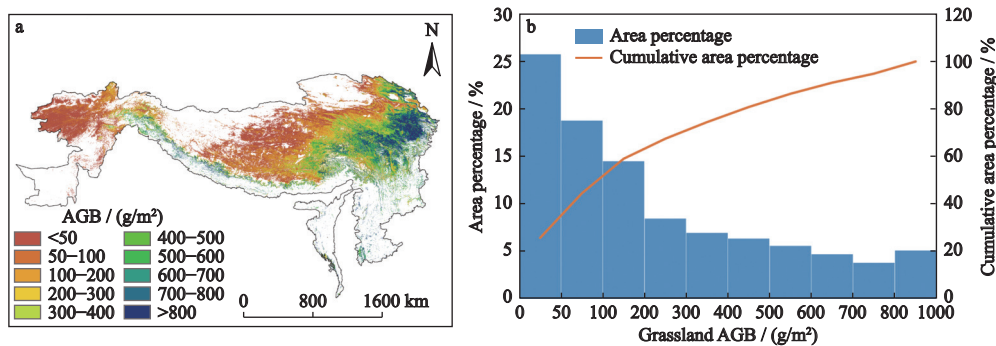 a
N
AGB / (g/m²)
<50
50−100
100−200
200−300
300−400
400−500
500−600
600−700
700−800
>800
0 800 1600 km
b
Area percentage
Cumulative area percentage
Area percentage / %
30
25
20
15
10
5
0
120
100
80
60
40
20
0
Cumulative area percentage / %
0 50 100 200 300 400 500 600 700 800 1000
Grassland AGB / (g/m²)